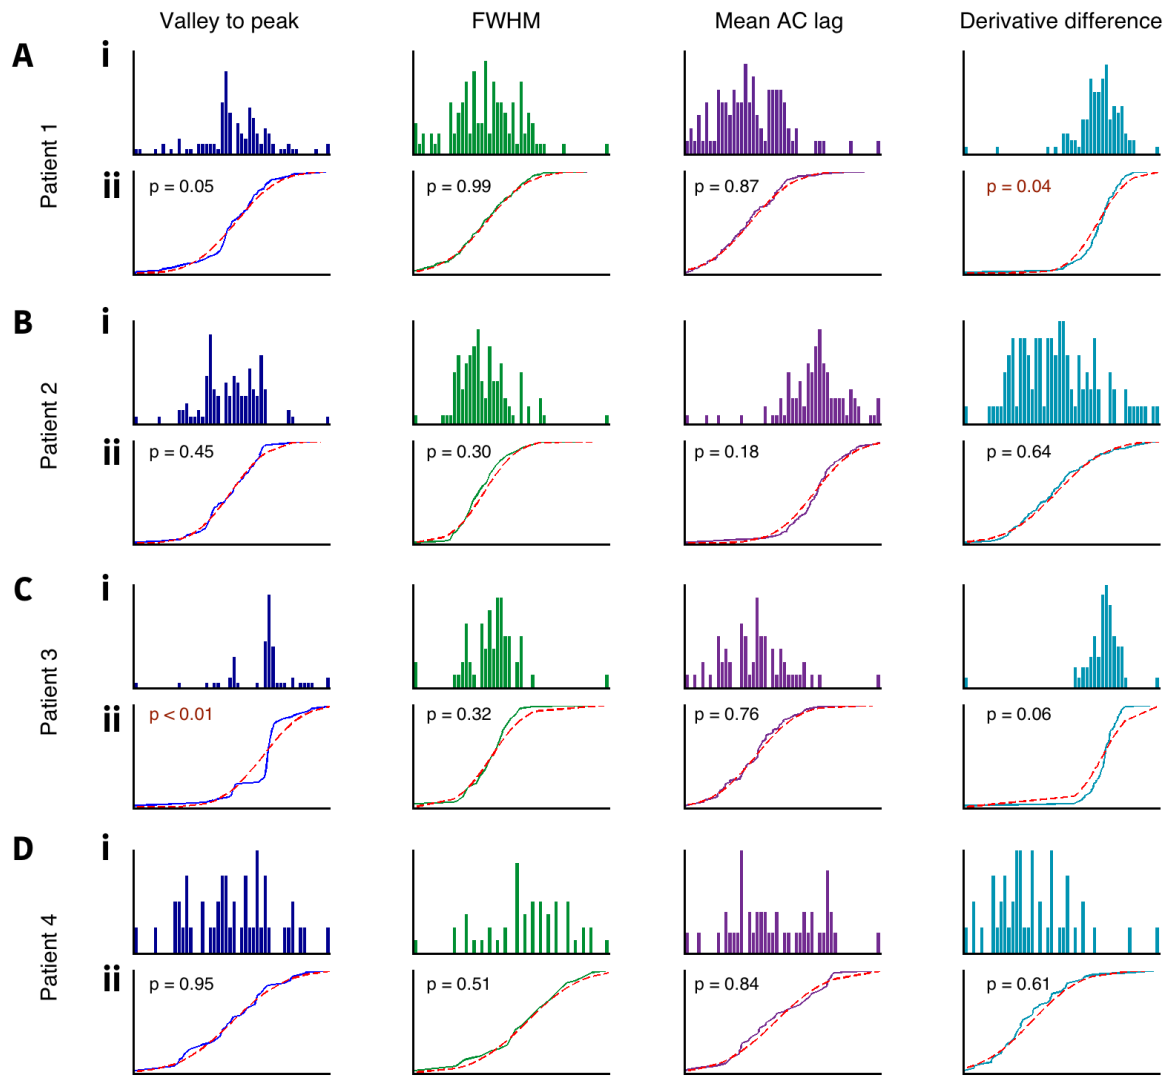 Valley to peak FWHM Mean AC lag Derivative difference
A i
Patient 1
ii p = 0.05 p = 0.99 p = 0.87 p = 0.04
B i
Patient 2
ii p = 0.45 p = 0.30 p = 0.18 p = 0.64
C i
Patient 3
ii p < 0.01 p = 0.32 p = 0.76 p = 0.06
D i
Patient 4
ii p = 0.95 p = 0.51 p = 0.84 p = 0.61